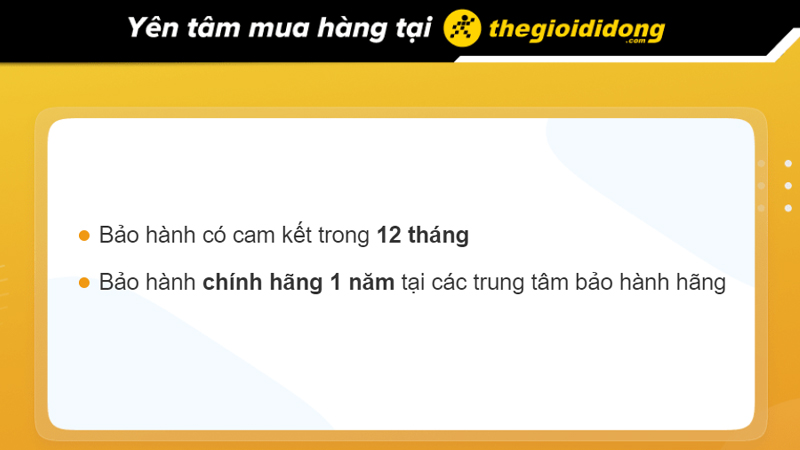 Yên tâm mua hàng tại thegioididong
.com
Bảo hành có cam kết trong 12 tháng
Bảo hành chính hãng 1 năm tại các trung tâm bảo hành hãng